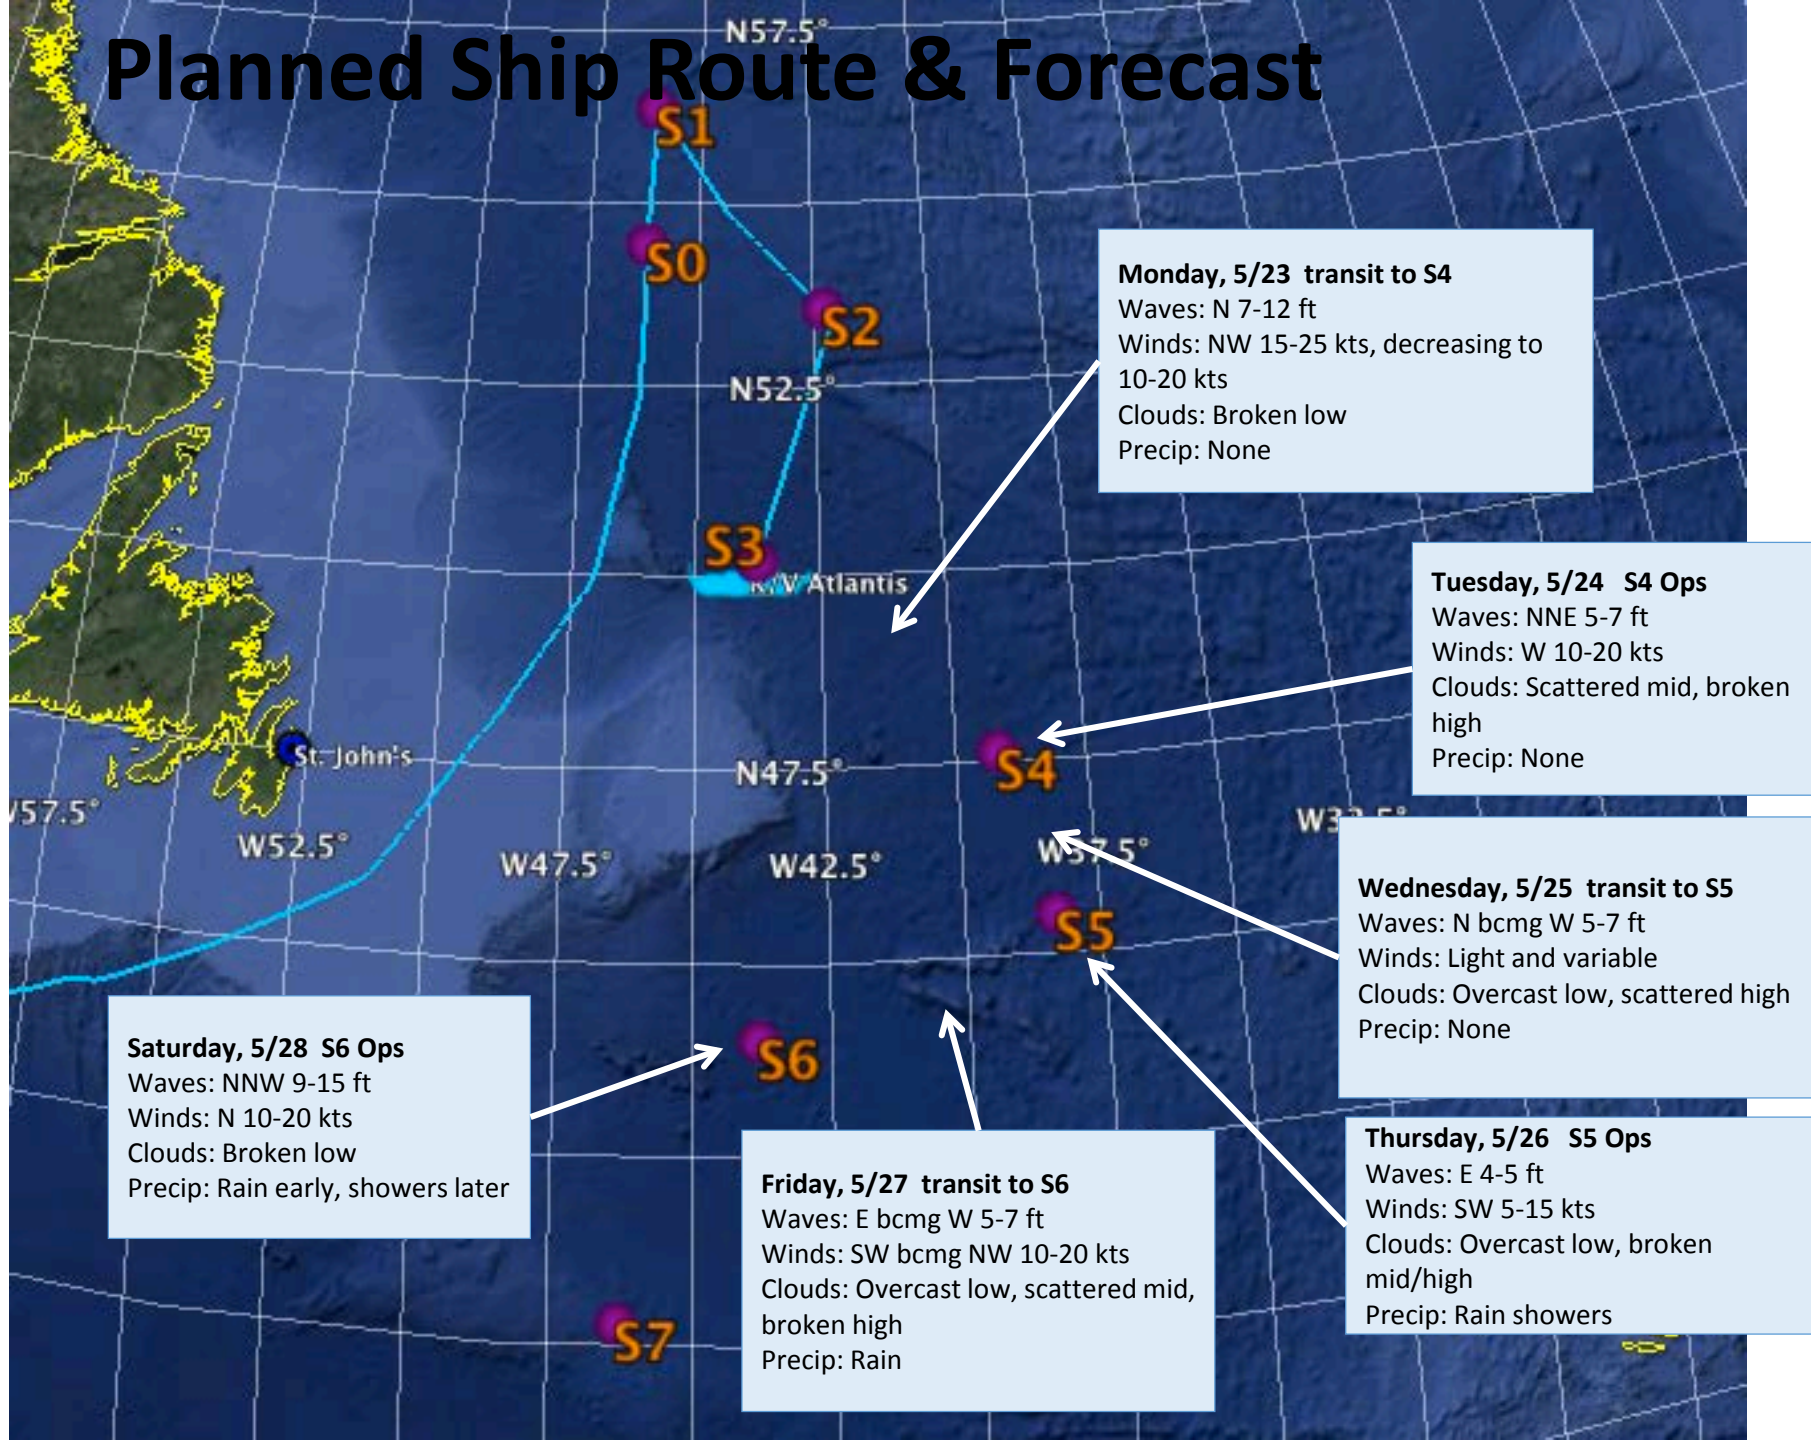 Planned Ship Route & Forecast
N57.5°
S1
S0
S2
Monday, 5/23 transit to S4
Waves: N 7-12 ft
Winds: NW 15-25 kts, decreasing to
10-20 kts
Clouds: Broken low
Precip: None
N52.5°
S3
R/V Atlantis
Tuesday, 5/24 S4 Ops
Waves: NNE 5-7 ft
Winds: W 10-20 kts
Clouds: Scattered mid, broken
high
Precip: None
St. John's
N47.5°
S4
W52.5°
W47.5°
W42.5°
W37.5°
Wednesday, 5/25 transit to S5
Waves: N bcmg W 5-7 ft
Winds: Light and variable
Clouds: Overcast low, scattered high
Precip: None
S5
Saturday, 5/28 S6 Ops
Waves: NNW 9-15 ft
Winds: N 10-20 kts
Clouds: Broken low
Precip: Rain early, showers later
S6
Friday, 5/27 transit to S6
Waves: E bcmg W 5-7 ft
Winds: SW bcmg NW 10-20 kts
Clouds: Overcast low, scattered mid,
broken high
Precip: Rain
Thursday, 5/26 S5 Ops
Waves: E 4-5 ft
Winds: SW 5-15 kts
Clouds: Overcast low, broken
mid/high
Precip: Rain showers
S7